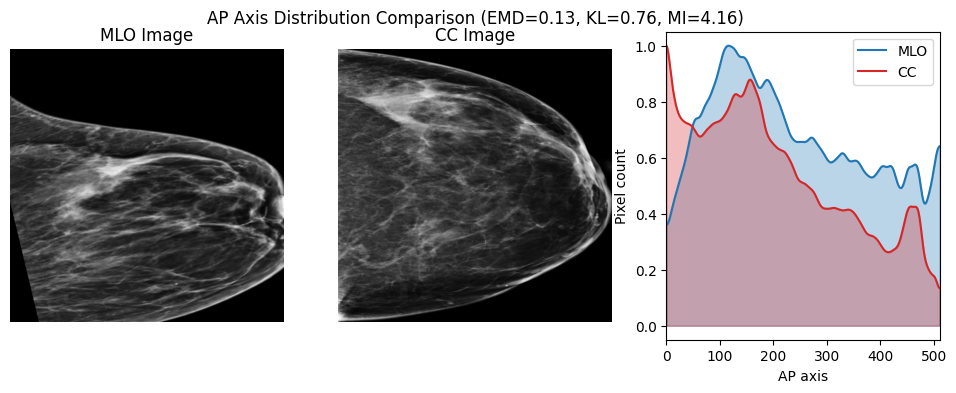 AP Axis Distribution Comparison (EMD=0.13, KL=0.76, MI=4.16)
MLO Image
CC Image
MLO
CC
Pixel count
1.0
0.8
0.6
0.4
0.2
0.0
0 100 200 300 400 500
AP axis